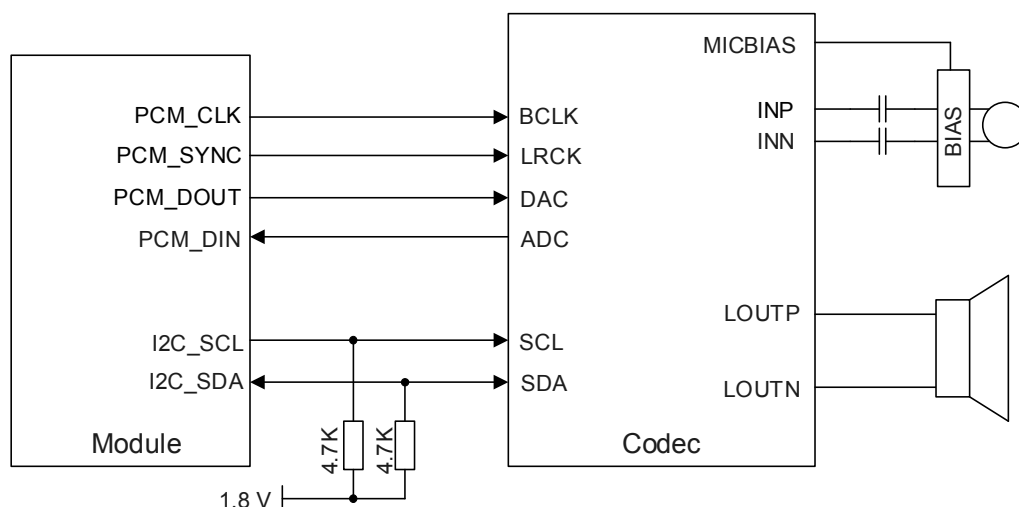 MICBIAS
PCM_CLK
BCLK
INP
PCM_SYNC
LRCK
INN
BIAS
PCM_DOUT
DAC
PCM_DIN
ADC
LOUTP
I2C_SCL
SCL
I2C_SDA
SDA
LOUTN
Module
4.7K
4.7K
Codec
1.8 V